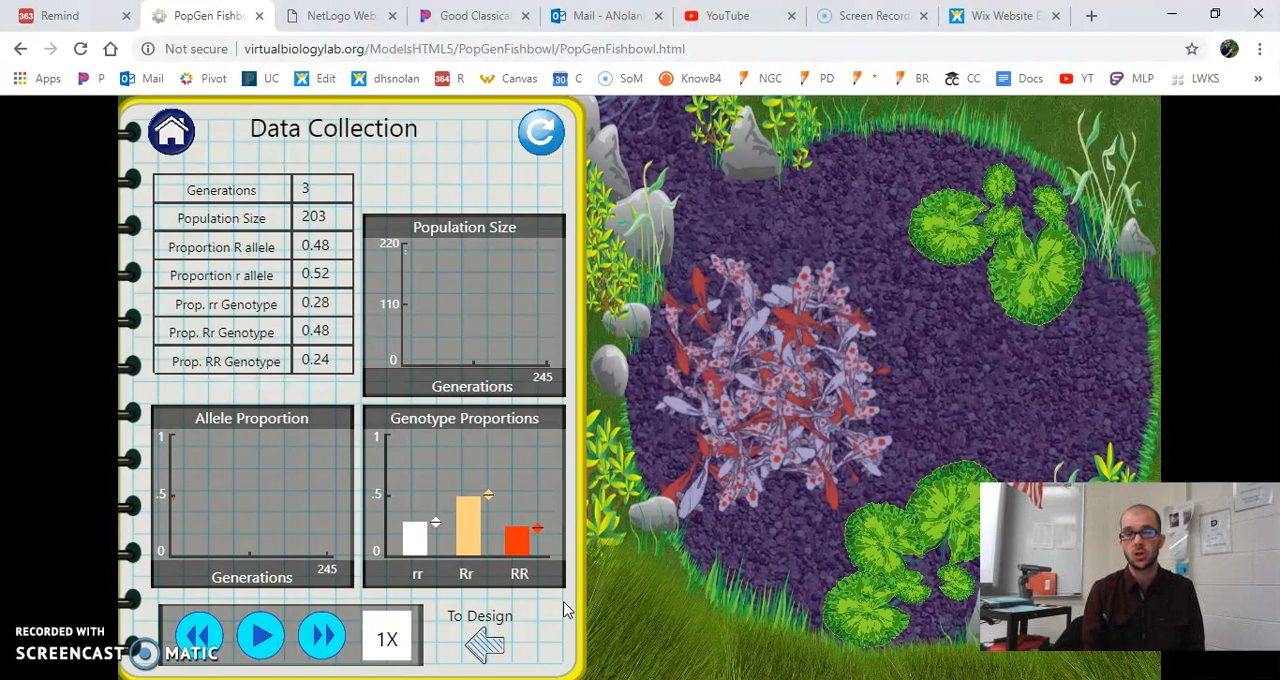 Remind
PopGen Fishb
NetLogo Web
Good Classical
Mail - ANolan
YouTube
Screen Record
Wix Website E
Not secure
virtualbiologylab.org/ModelsHTML5/PopGenFishbowl/PopGenFishbowl.html
Apps P Mail Pivot UC Edit dhsnolan R Canvas C SoM KnowB4 NGC PD * BR CC Docs YT MLP LWKS »
Data Collection
Generations 3
Population Size 203
Proportion R allele 0.48
Proportion r allele 0.52
Prop. rr Genotype 0.28
Prop. Rr Genotype 0.48
Prop. RR Genotype 0.24
Population Size
220
110
0
245
Generations
Allele Proportion
1
.5
0
245
Generations
Genotype Proportions
1
.5
0
rr Rr RR
1X
To Design
RECORDED WITH
SCREENCAST MATIC